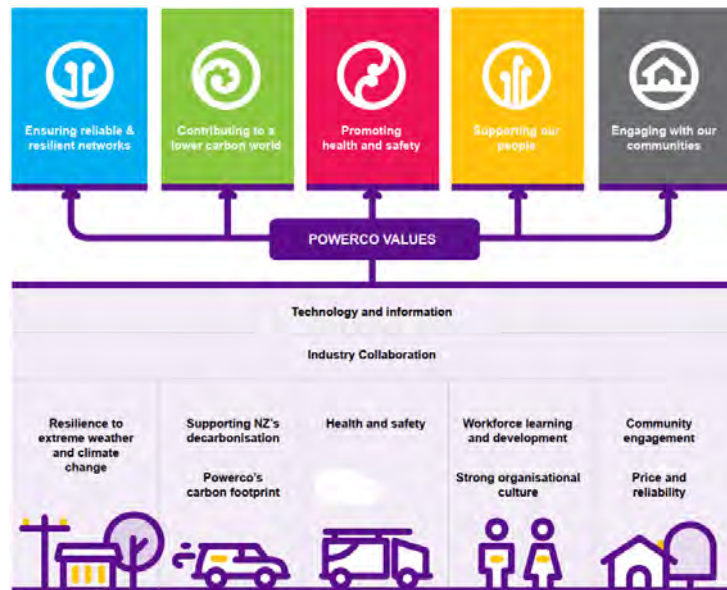 Ensuring reliable &
resilient networks
Contributing to a
lower carbon world
Promoting
health and safety
Supporting our
people
Engaging with our
communities
POWERCO VALUES
Technology and information
Industry Collaboration
Resilience to
extreme weather
and climate
change
Supporting NZ's
decarbonisation
Powerco's
carbon footprint
Health and safety
Workforce learning
and development
Strong organisational
culture
Community
engagement
Price and
reliability